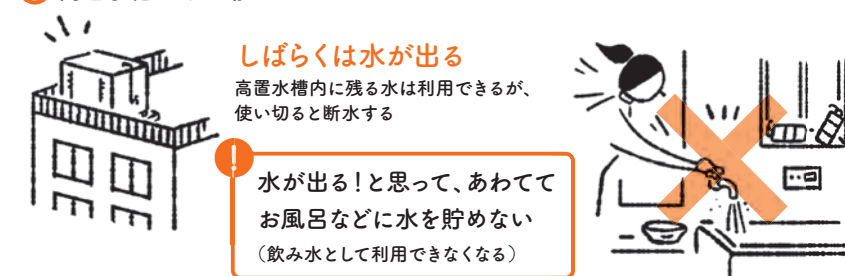 しばらくは水が出る
高置水槽内に残る水は利用できるが、
使い切ると断水する
!
水が出る！と思って、あわてて
お風呂などに水を貯めない
（飲み水として利用できなくなる）